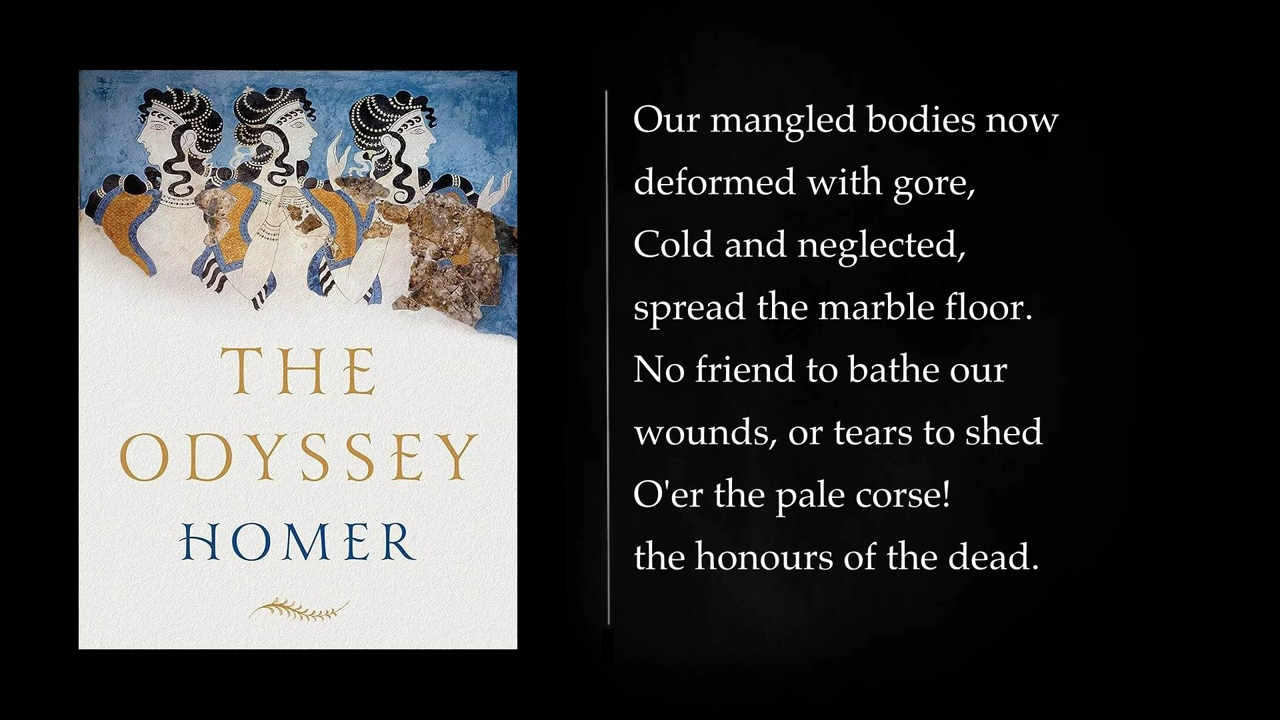 THE
ODYSSEY
HOMER
Our mangled bodies now
deformed with gore,
Cold and neglected,
spread the marble floor.
No friend to bathe our
wounds, or tears to shed
O'er the pale corse!
the honours of the dead.